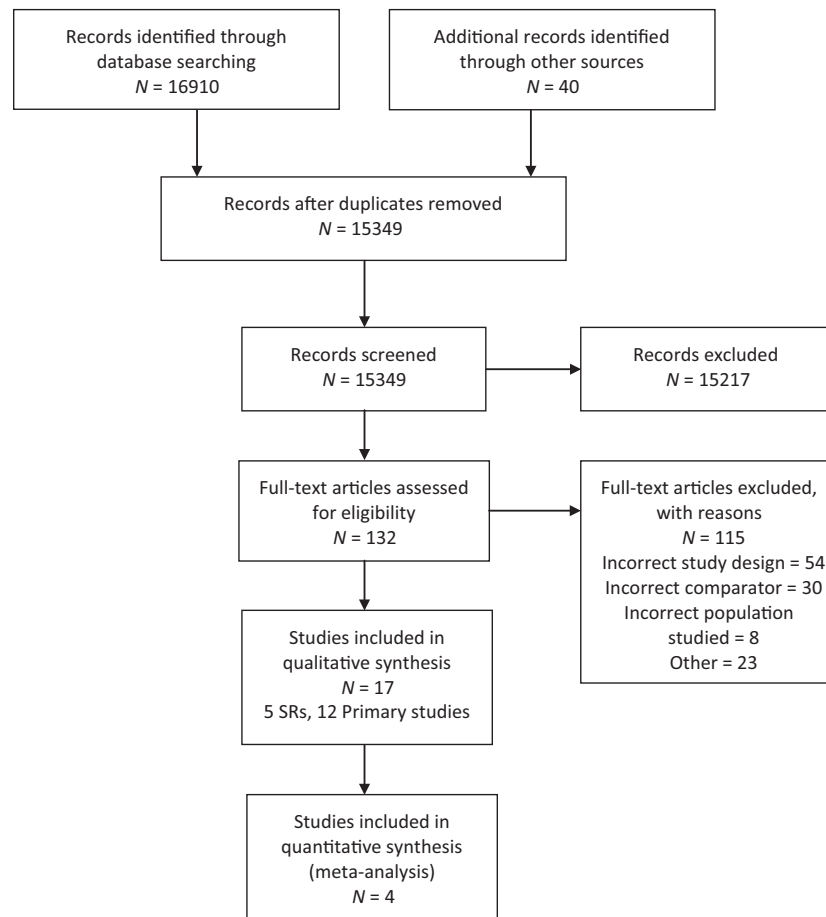 Records identified through
database searching
N = 16910
Additional records identified
through other sources
N = 40
Records after duplicates removed
N = 15349
Records screened
N = 15349
Records excluded
N = 15217
Full-text articles assessed
for eligibility
N = 132
Full-text articles excluded,
with reasons
N = 115
Incorrect study design = 54
Incorrect comparator = 30
Incorrect population
studied = 8
Other = 23
Studies included in
qualitative synthesis
N = 17
5 SRs, 12 Primary studies
Studies included in
quantitative synthesis
(meta-analysis)
N = 4